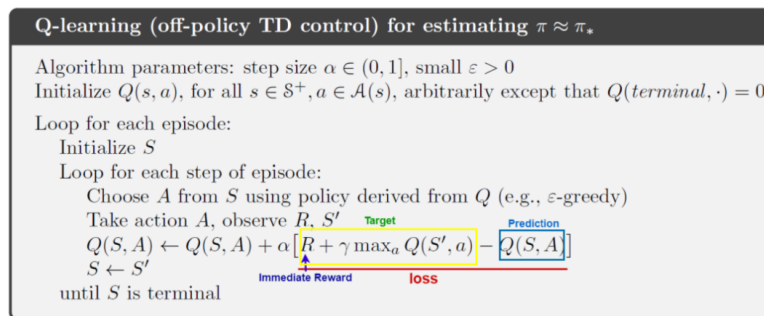 Q-learning (off-policy TD control) for estimating π ≈ π*
Algorithm parameters: step size α ∈ (0, 1], small ε > 0
Initialize Q(s, a), for all s ∈ S⁺, a ∈ A(s), arbitrarily except that Q(terminal, ·) = 0
Loop for each episode:
Initialize S
Loop for each step of episode:
Choose A from S using policy derived from Q (e.g., ε-greedy)
Take action A, observe R, S′
Target
Prediction
Q(S, A) ← Q(S, A) + α[R + γ maxₐ Q(S′, a) − Q(S, A)]
S ← S′
Immediate Reward
loss
until S is terminal